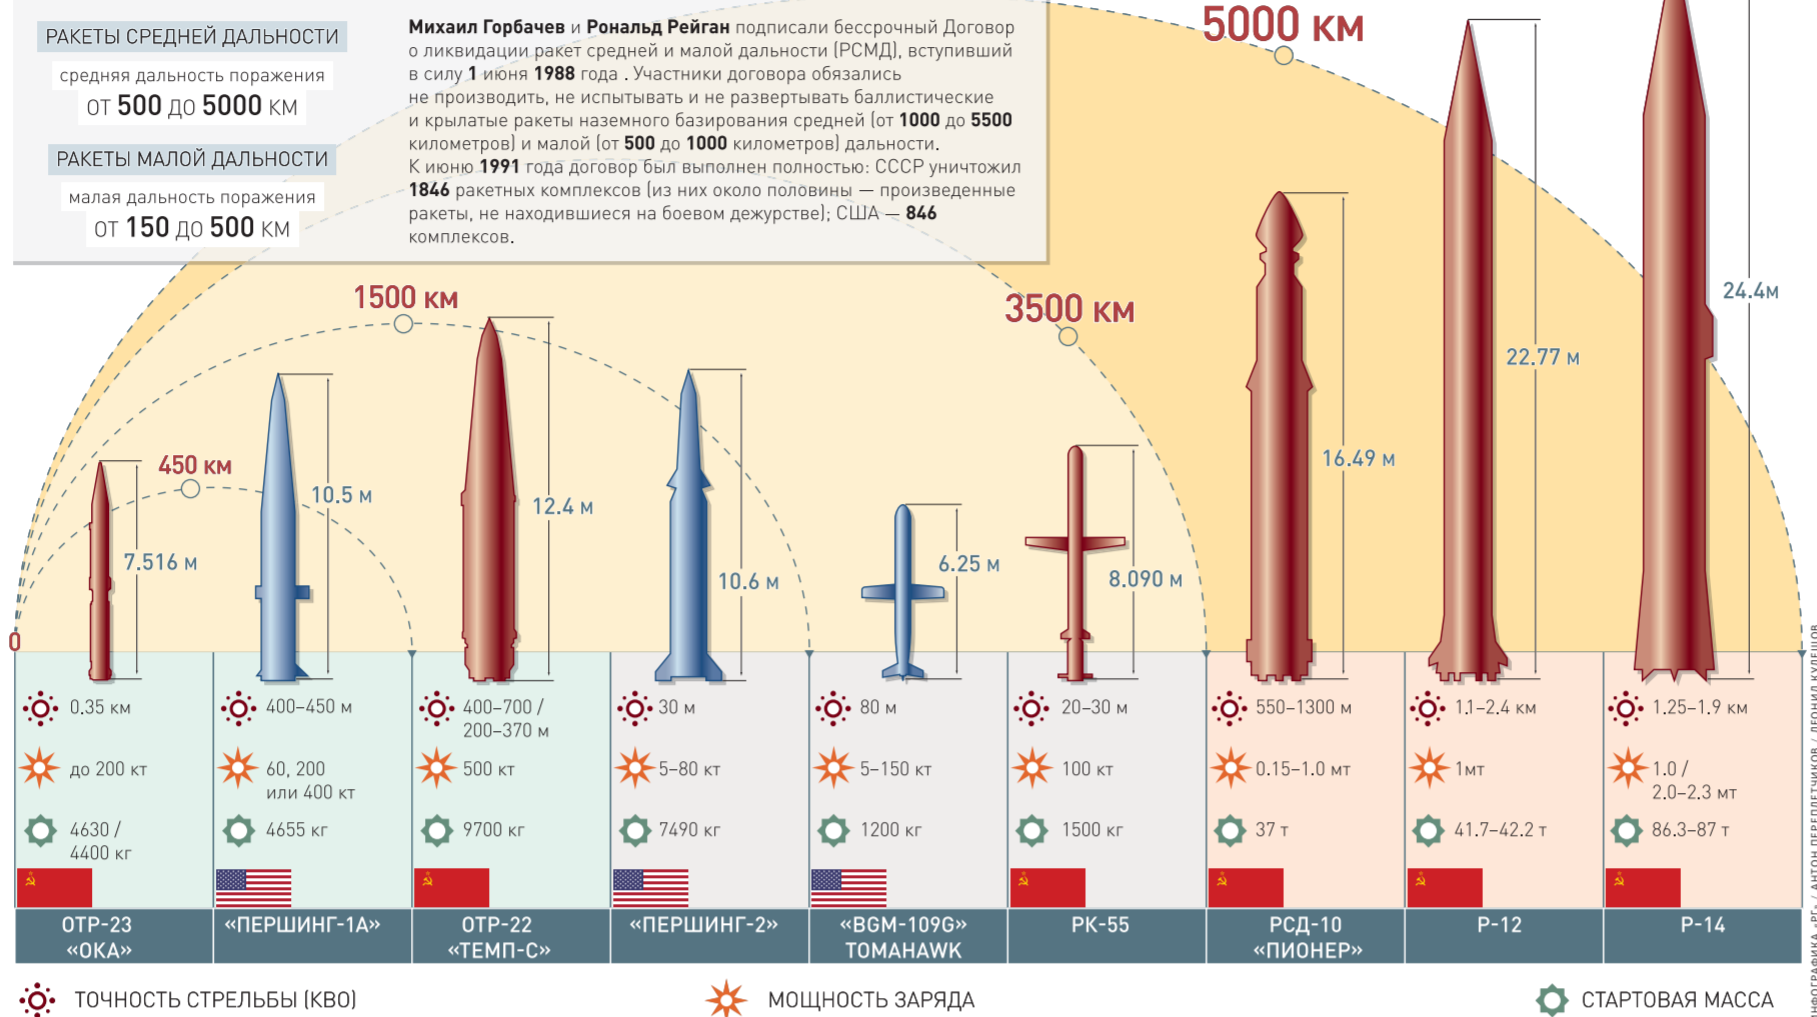 РАКЕТЫ СРЕДНЕЙ ДАЛЬНОСТИ
средняя дальность поражения
ОТ 500 ДО 5000 КМ
РАКЕТЫ МАЛОЙ ДАЛЬНОСТИ
малая дальность поражения
ОТ 150 ДО 500 КМ
Михаил Горбачев и Рональд Рейган подписали бессрочный Договор
о ликвидации ракет средней и малой дальности (РСМД), вступивший
в силу 1 июня 1988 года . Участники договора обязались
не производить, не испытывать и не развертывать баллистические
и крылатые ракеты наземного базирования средней (от 1000 до 5500
километров) и малой (от 500 до 1000 километров) дальности.
К июню 1991 года договор был выполнен полностью: СССР уничтожил
1846 ракетных комплексов (из них около половины — произведенные
ракеты, не находившиеся на боевом дежурстве); США — 846
комплексов.
5000 КМ
1500 КМ
3500 КМ
450 КМ
0
7.516 М
10.5 М
12.4 М
10.6 М
6.25 М
8.090 М
16.49 М
22.77 М
24.4М
0.35 КМ
до 200 КТ
4630 /
4400 КГ
ОТР-23
«ОКА»
400–450 М
60, 200
или 400 КТ
4655 КГ
«ПЕРШИНГ-1А»
400–700 /
200–370 М
500 КТ
9700 КГ
ОТР-22
«ТЕМП-С»
30 М
5–80 КТ
7490 КГ
«ПЕРШИНГ-2»
80 М
5–150 КТ
1200 КГ
«BGM-109G»
TOMAHAWK
20–30 М
100 КТ
1500 КГ
РК-55
550–1300 М
0.15–1.0 МТ
37 Т
РСД-10
«ПИОНЕР»
1.1–2.4 КМ
1МТ
41.7–42.2 Т
Р-12
1.25–1.9 КМ
1.0 /
2.0–2.3 МТ
86.3–87 Т
Р-14
ТОЧНОСТЬ СТРЕЛЬБЫ (КВО)
МОЩНОСТЬ ЗАРЯДА
СТАРТОВАЯ МАССА
ИНФОГРАФИКА «РГ» / АНТОН ПЕРЕПЛЕТЧИКОВ / ЛЕОНИД КУЛЕШОВ